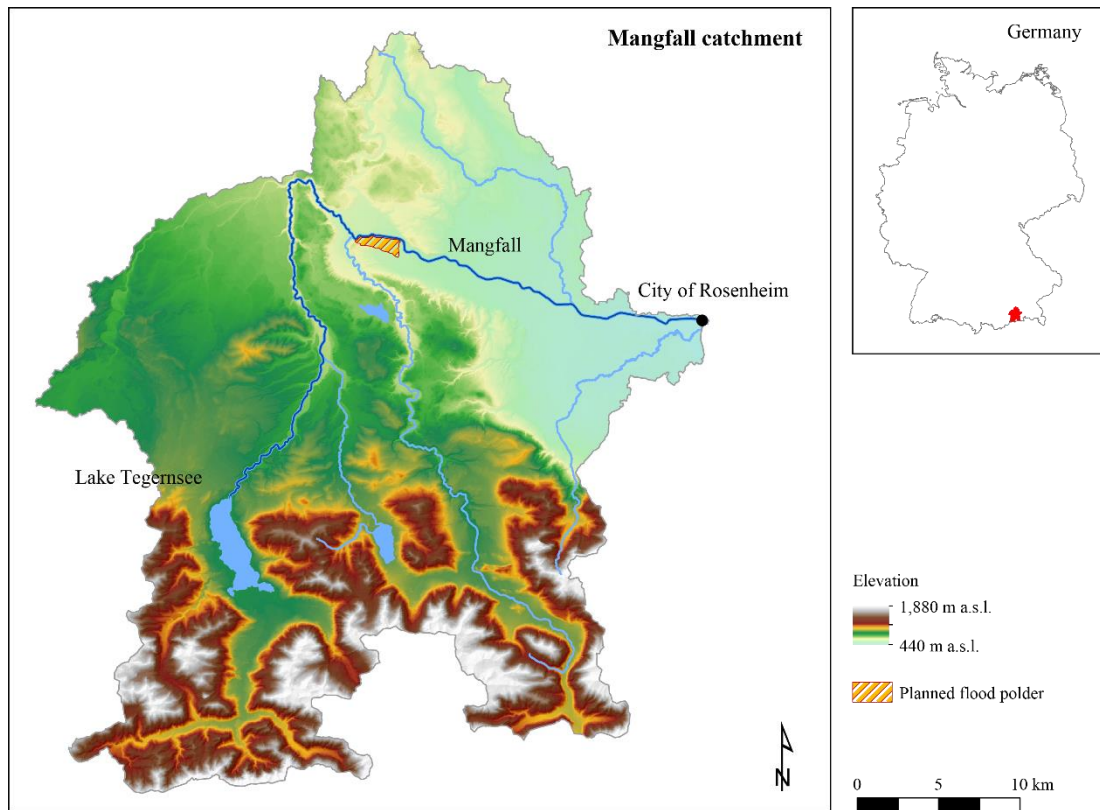 Mangfall catchment
Germany
Mangfall
City of Rosenheim
Lake Tegernsee
Elevation
1,880 m a.s.l.
440 m a.s.l.
Planned flood polder
N
0 5 10 km